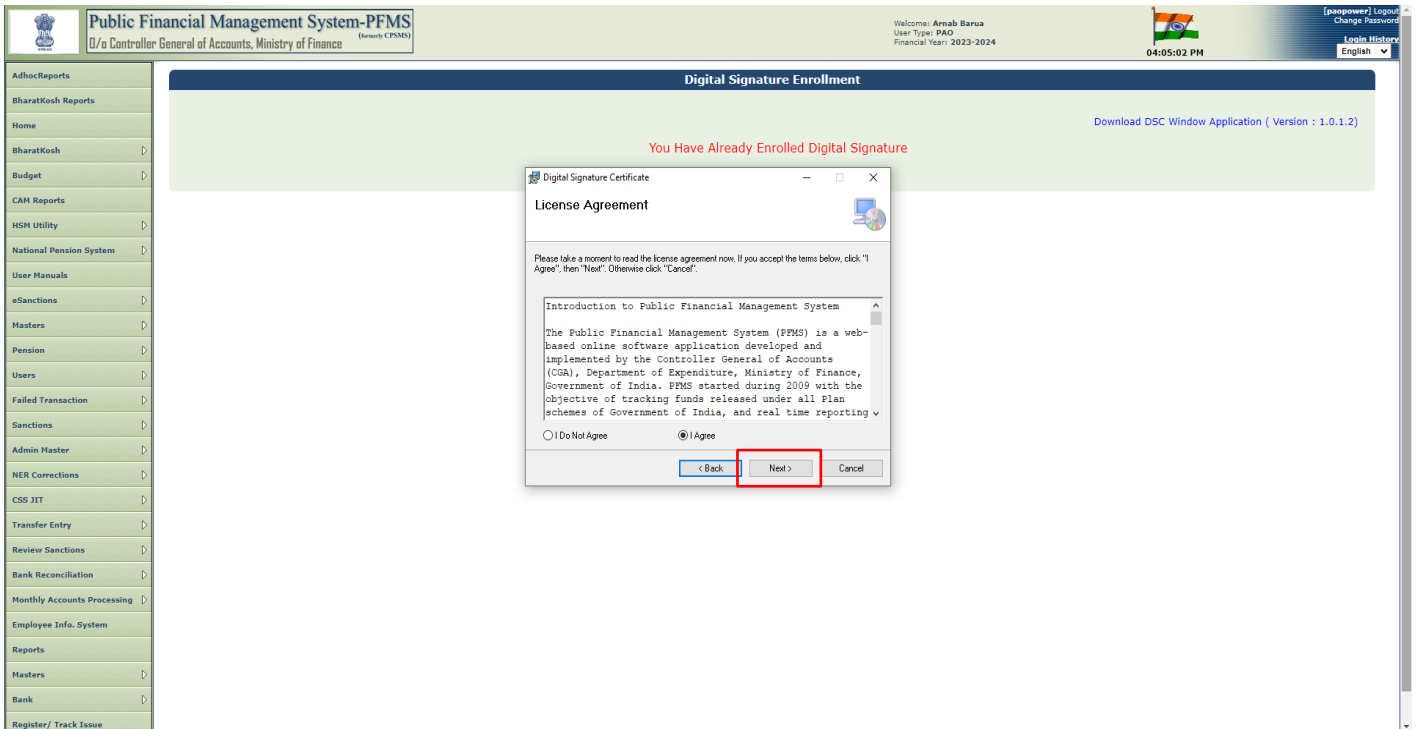 Public Financial Management System-PFMS
(formerly CPSMS)
O/o Controller General of Accounts, Ministry of Finance
Welcome: Arnab Barua
User Type: PAO
Financial Year: 2023-2024
04:05:02 PM
[paopower] Logout
Change Password
Login History
English
AdhocReports
BharatKosh Reports
Home
BharatKosh
Budget
CAM Reports
HSM Utility
National Pension System
User Manuals
eSanctions
Masters
Pension
Users
Failed Transaction
Sanctions
Admin Master
NER Corrections
CSS JIT
Transfer Entry
Review Sanctions
Bank Reconciliation
Monthly Accounts Processing
Employee Info. System
Reports
Masters
Bank
Register/ Track Issue
Digital Signature Enrollment
Download DSC Window Application ( Version : 1.0.1.2)
You Have Already Enrolled Digital Signature
Digital Signature Certificate
License Agreement
Please take a moment to read the license agreement now. If you accept the terms below, click "I
Agree", then "Next". Otherwise click "Cancel".
Introduction to Public Financial Management System
The Public Financial Management System (PFMS) is a web-
based online software application developed and
implemented by the Controller General of Accounts
(CGA), Department of Expenditure, Ministry of Finance,
Government of India. PFMS started during 2009 with the
objective of tracking funds released under all Plan
schemes of Government of India, and real time reporting
I Do Not Agree
I Agree
< Back
Next >
Cancel